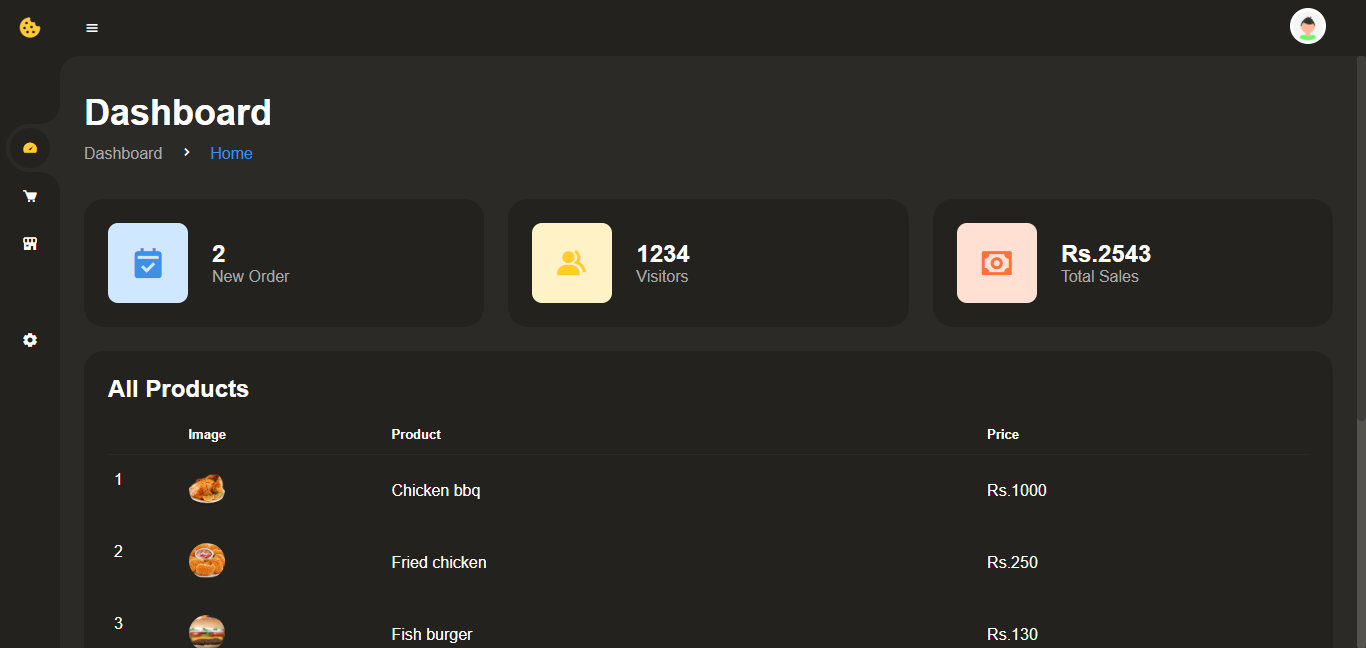 Dashboard
Dashboard Home
2
New Order
1234
Visitors
Rs.2543
Total Sales
All Products
Image Product Price
1 Chicken bbq Rs.1000
2 Fried chicken Rs.250
3 Fish burger Rs.130